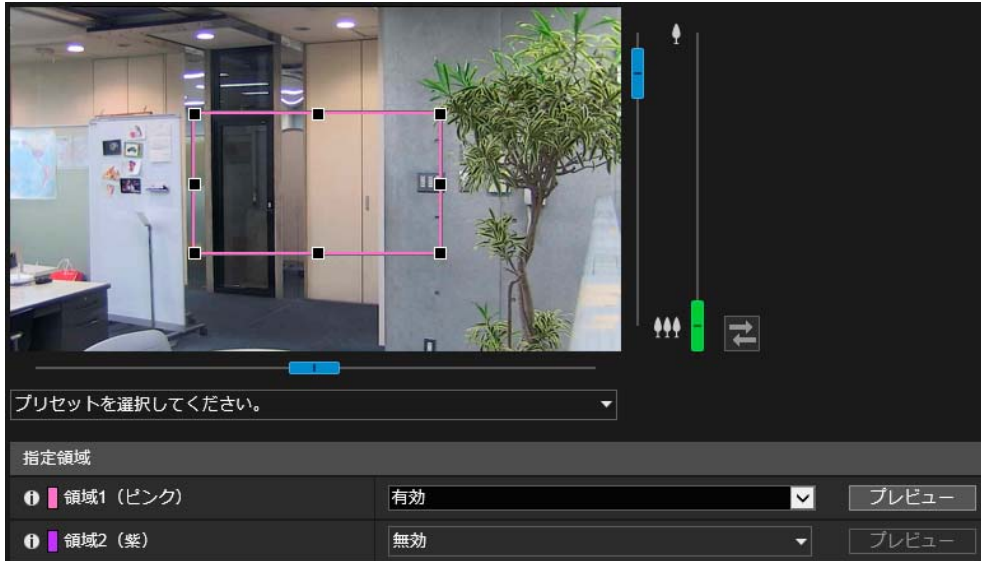 プリセットを選択してください。
指定領域
領域1（ピンク） 有効 プレビュー
領域2（紫） 無効 プレビュー